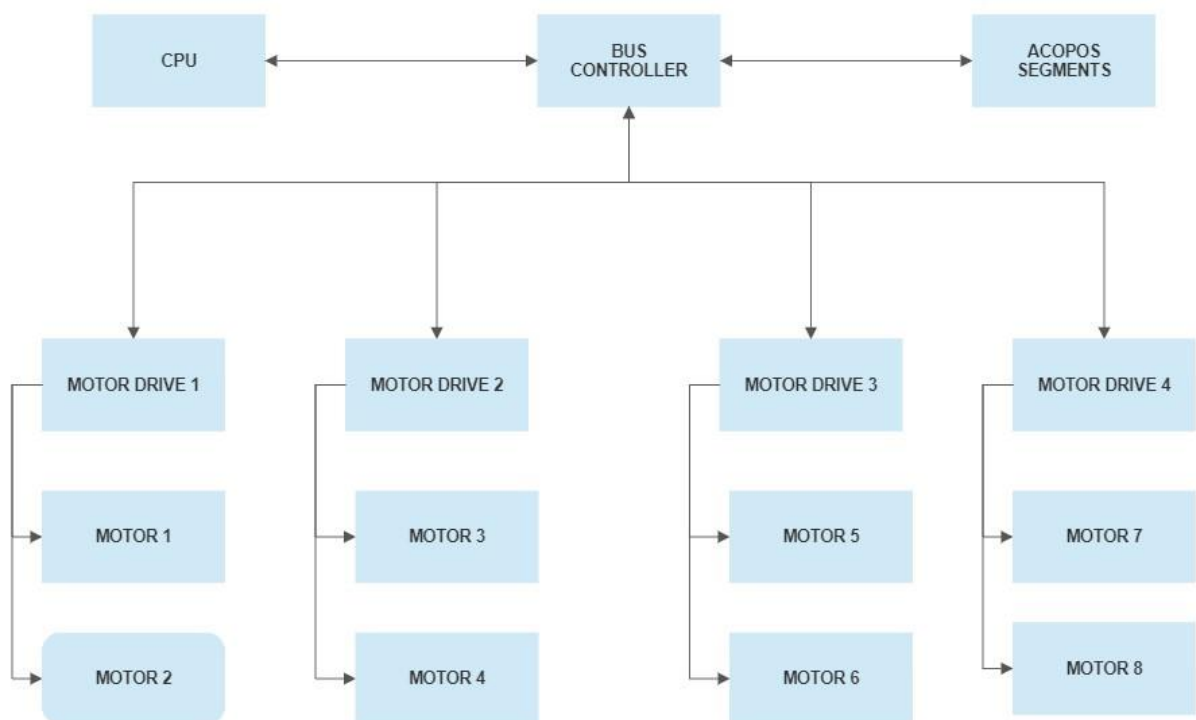 CPU
BUS
CONTROLLER
ACOPOS
SEGMENTS
MOTOR DRIVE 1
MOTOR DRIVE 2
MOTOR DRIVE 3
MOTOR DRIVE 4
MOTOR 1
MOTOR 3
MOTOR 5
MOTOR 7
MOTOR 2
MOTOR 4
MOTOR 6
MOTOR 8